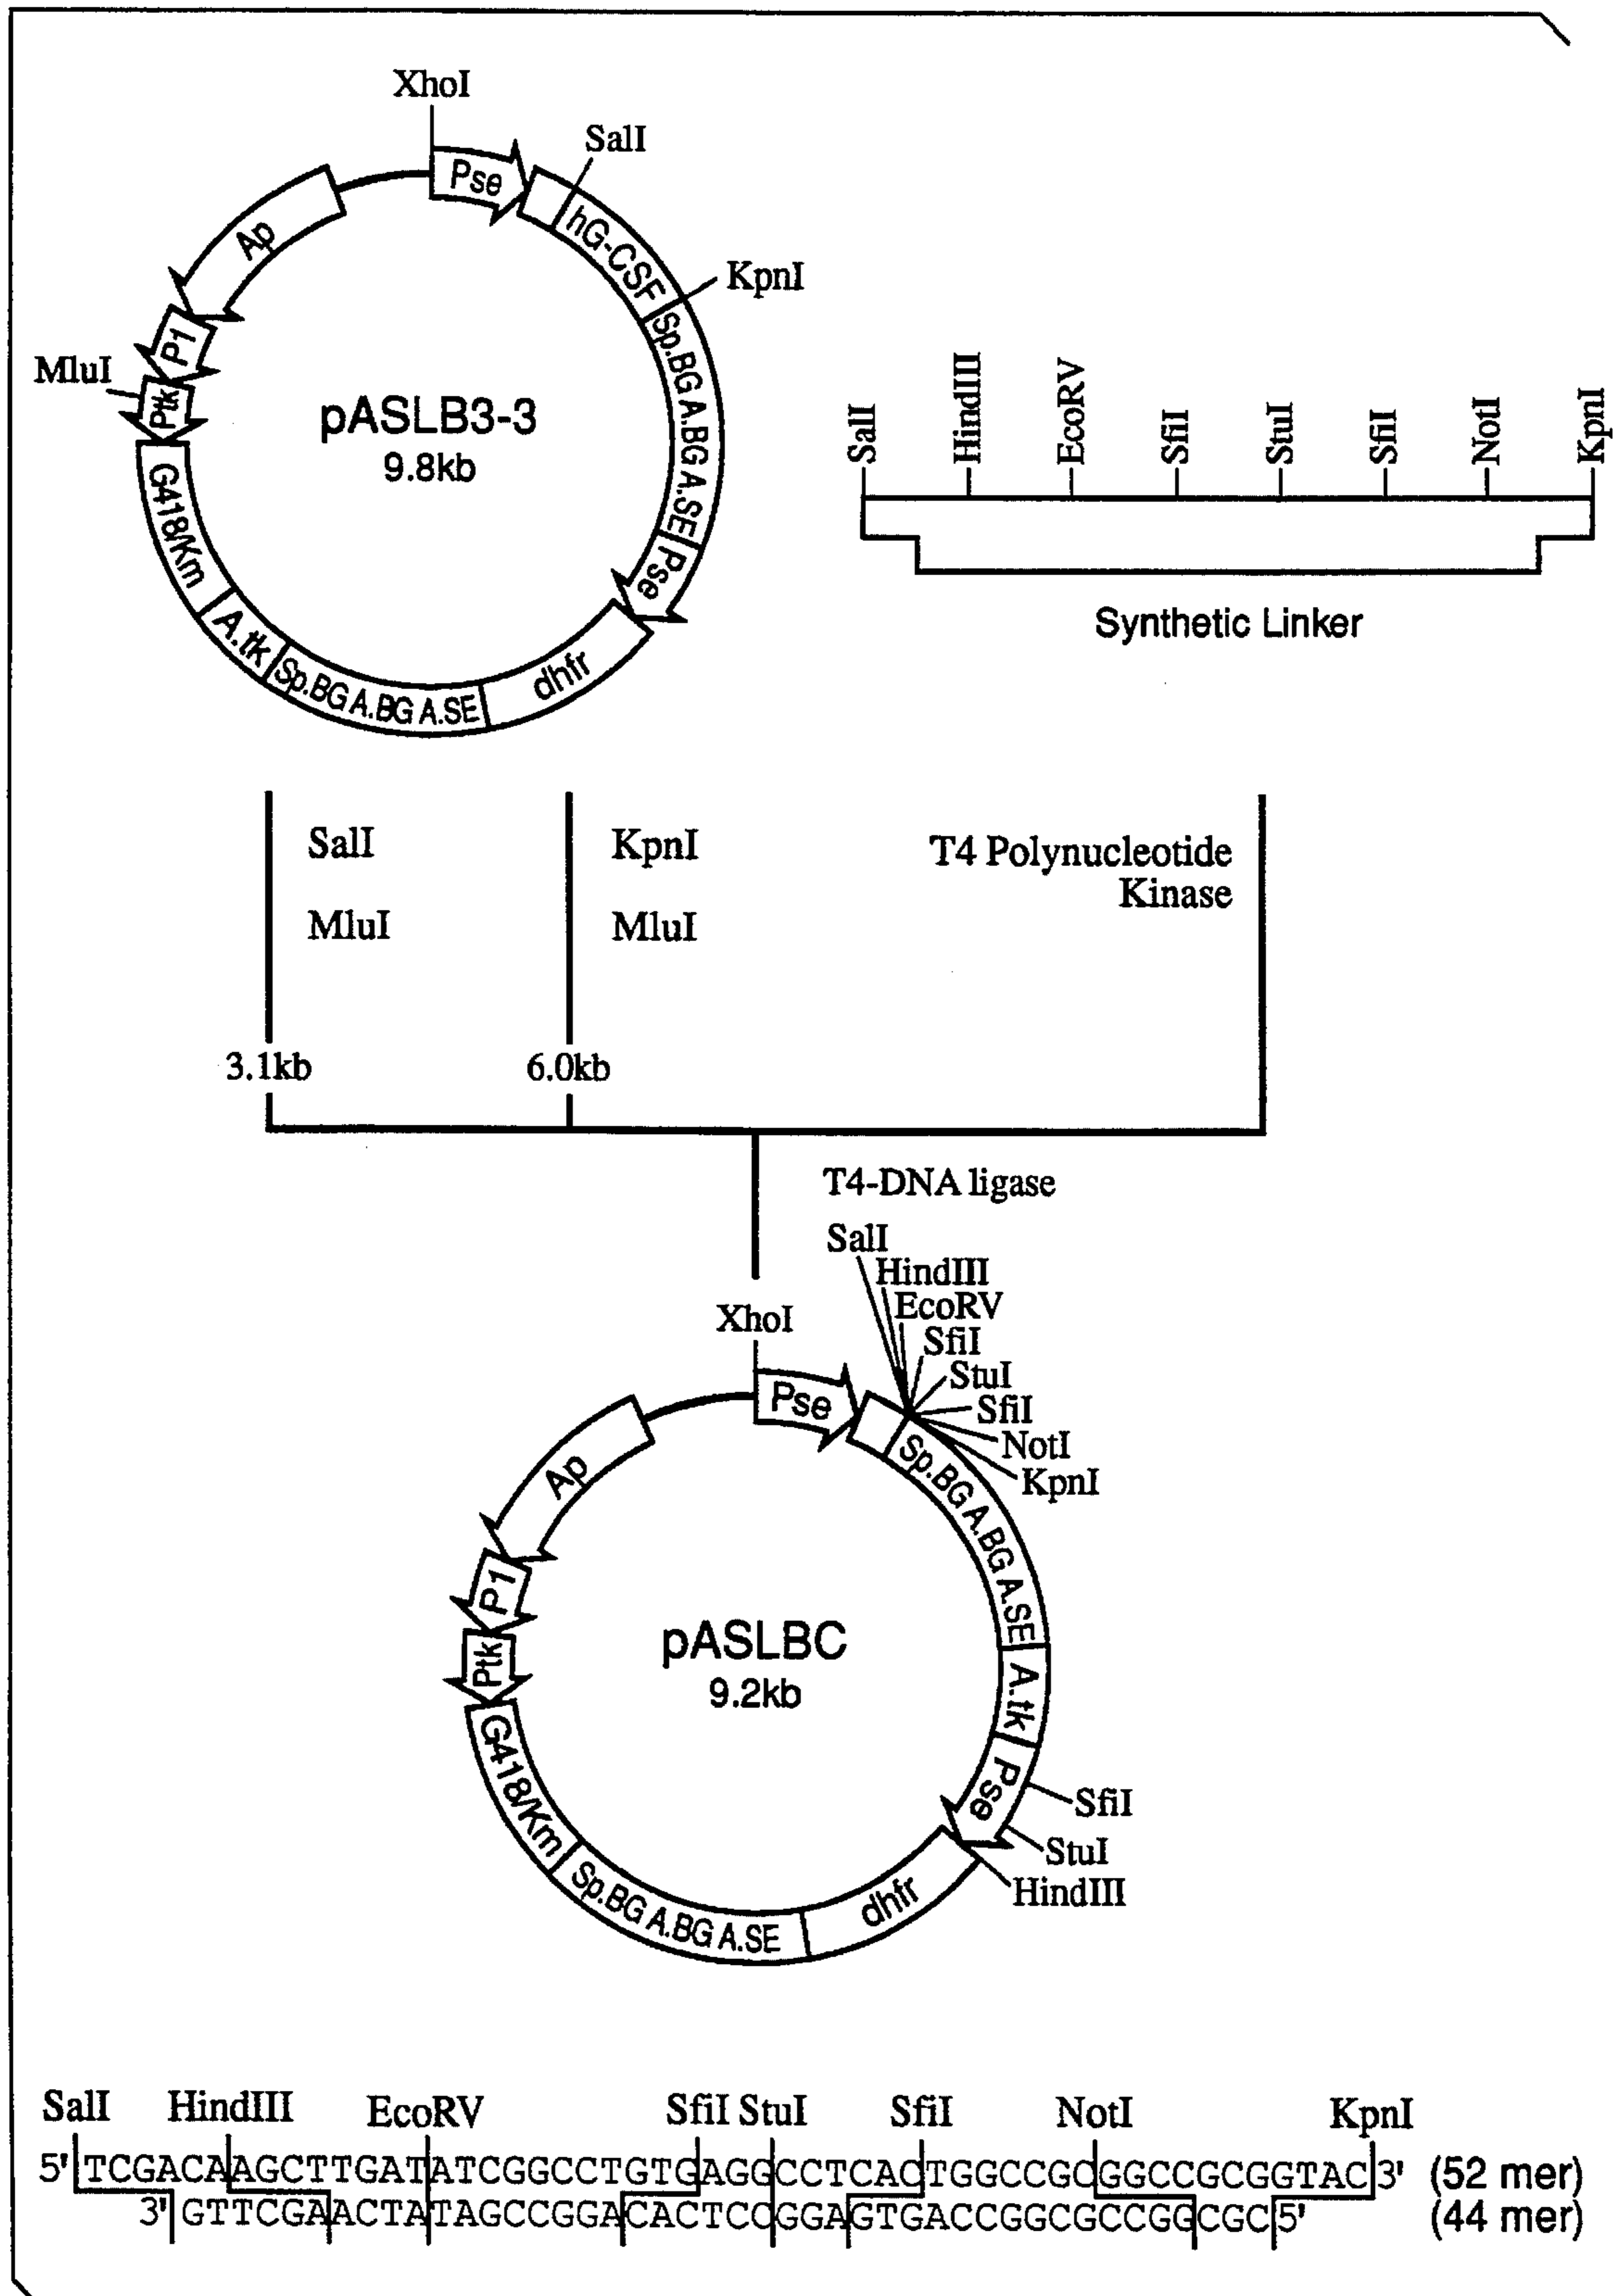 XhoI
SalI
Pse
hG-CSF
KpnI
Ap
P1
MluI
Ptk
Sp.BG A.BG A.SE
pASLB3-3
9.8kb
G418/Km
Pse
A.tk
Sp.BG A.BG A.SE
dhfr
SalI
HindIII
EcoRV
SfiI
StuI
SfiI
NotI
KpnI
Synthetic Linker
SalI
MluI
KpnI
MluI
T4 Polynucleotide
Kinase
3.1kb
6.0kb
T4-DNA ligase
SalI
HindIII
EcoRV
XhoI
SfiI
StuI
SfiI
NotI
KpnI
Pse
Ap
Sp.BG A.BG A.SE
P1
Ptk
pASLBC
9.2kb
A.tk
G418/Km
Pse
SfiI
StuI
HindIII
Sp.BG A.BG A.SE
dhfr
SalI HindIII EcoRV SfiI StuI SfiI NotI KpnI
5' TCGACAAGCTTGATATCGGCCTGTGAGGCCTCACTGGCCGCGGCCGCGGTAC 3' (52 mer)
3' GTTCGAACTATAGCCGGACACTCCGGAGTGACCGGCGCCGGCGC 5' (44 mer)